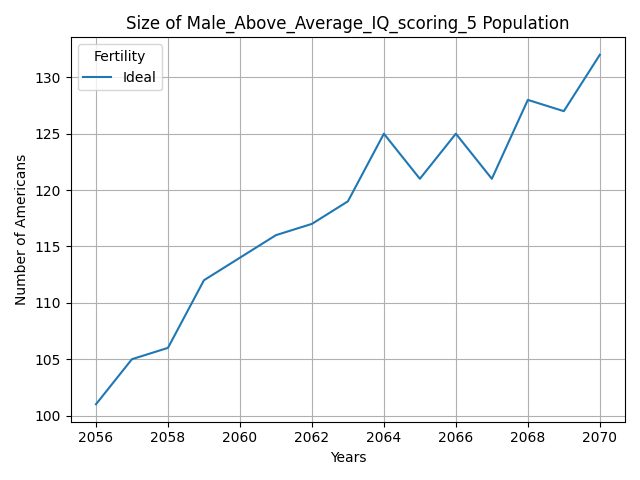 Size of Male_Above_Average_IQ_scoring_5 Population
Fertility
Ideal
Number of Americans
130
125
120
115
110
105
100
2056 2058 2060 2062 2064 2066 2068 2070
Years